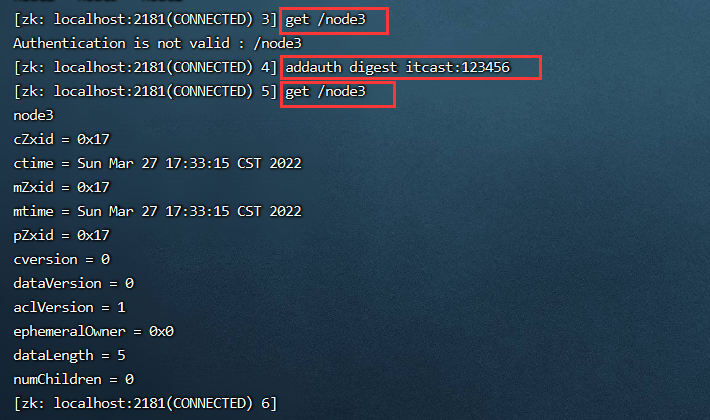 [zk: localhost:2181(CONNECTED) 3] get /node3
Authentication is not valid : /node3
[zk: localhost:2181(CONNECTED) 4] addauth digest itcast:123456
[zk: localhost:2181(CONNECTED) 5] get /node3
node3
cZxid = 0x17
ctime = Sun Mar 27 17:33:15 CST 2022
mZxid = 0x17
mtime = Sun Mar 27 17:33:15 CST 2022
pZxid = 0x17
cversion = 0
dataVersion = 0
aclVersion = 1
ephemeralOwner = 0x0
dataLength = 5
numChildren = 0
[zk: localhost:2181(CONNECTED) 6]